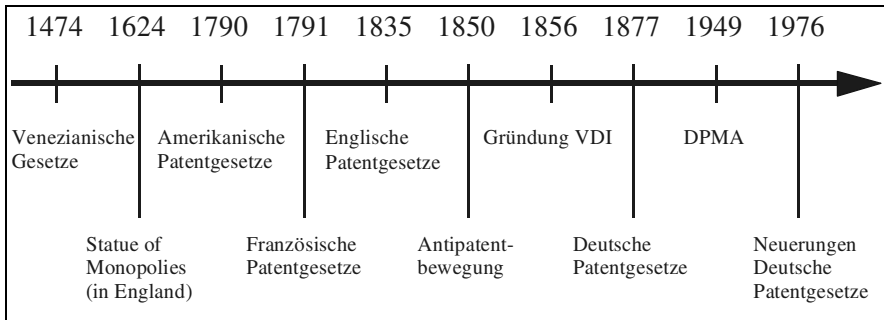 1474 1624 1790 1791 1835 1850 1856 1877 1949 1976
Venezianische
Gesetze
Amerikanische
Patentgesetze
Englische
Patentgesetze
Gründung VDI
DPMA
Statue of
Monopolies
(in England)
Französische
Patentgesetze
Antipatent-
bewegung
Deutsche
Patentgesetze
Neuerungen
Deutsche
Patentgesetze